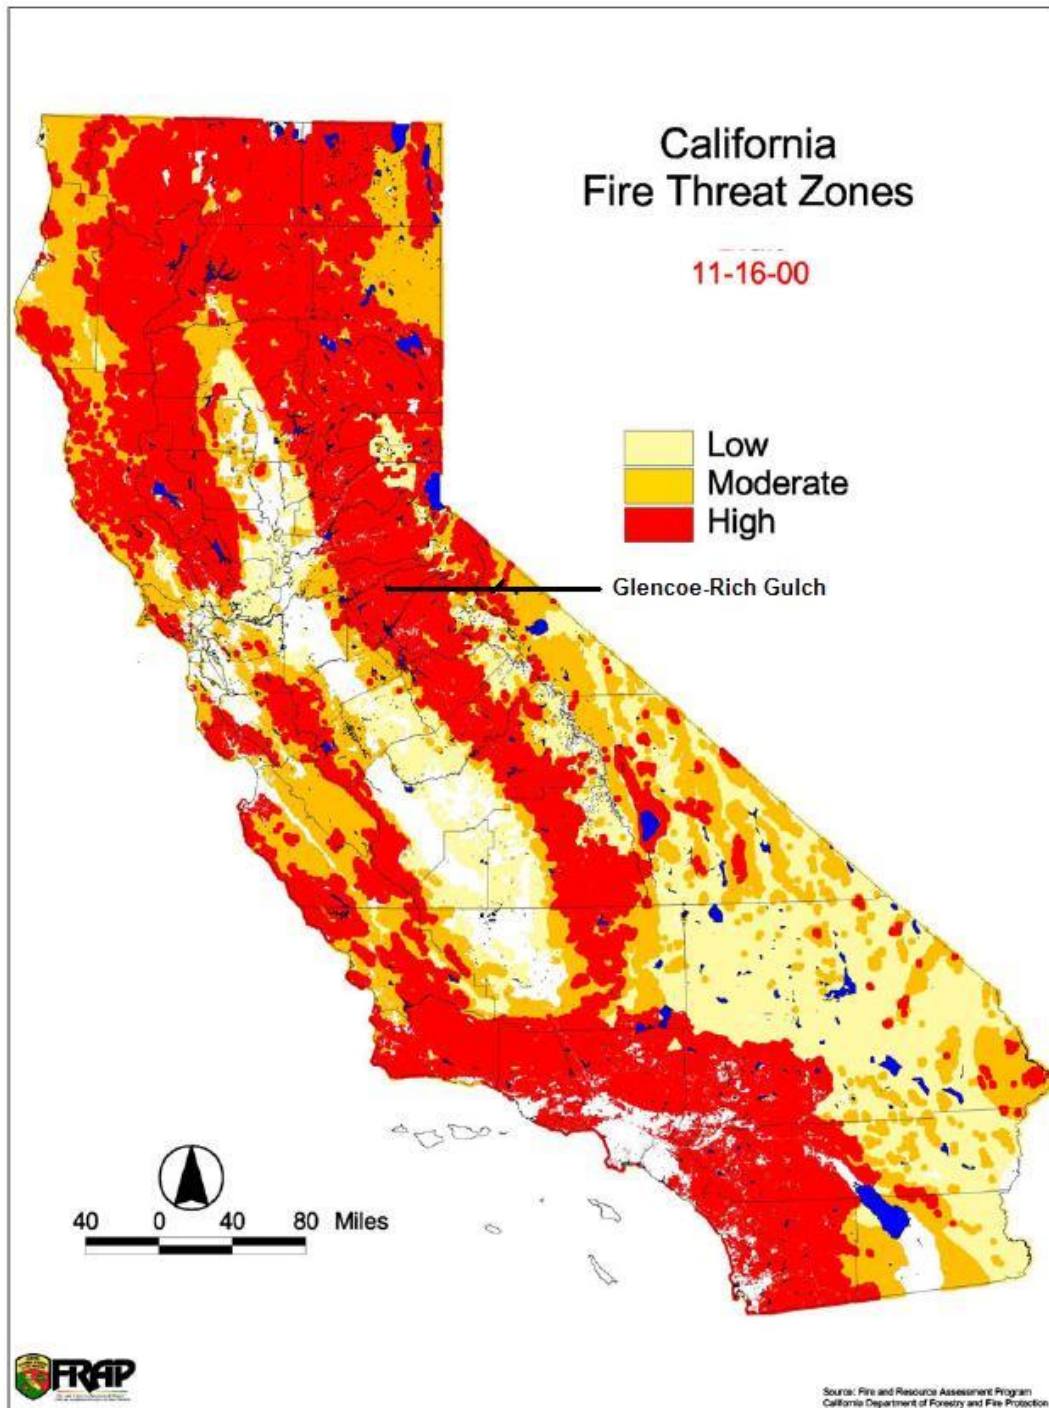 California
Fire Threat Zones
11-16-00
Low
Moderate
High
Glencoe-Rich Gulch
40 0 40 80 Miles
FRAP
Source: Fire and Resource Assessment Program
California Department of Forestry and Fire Protection